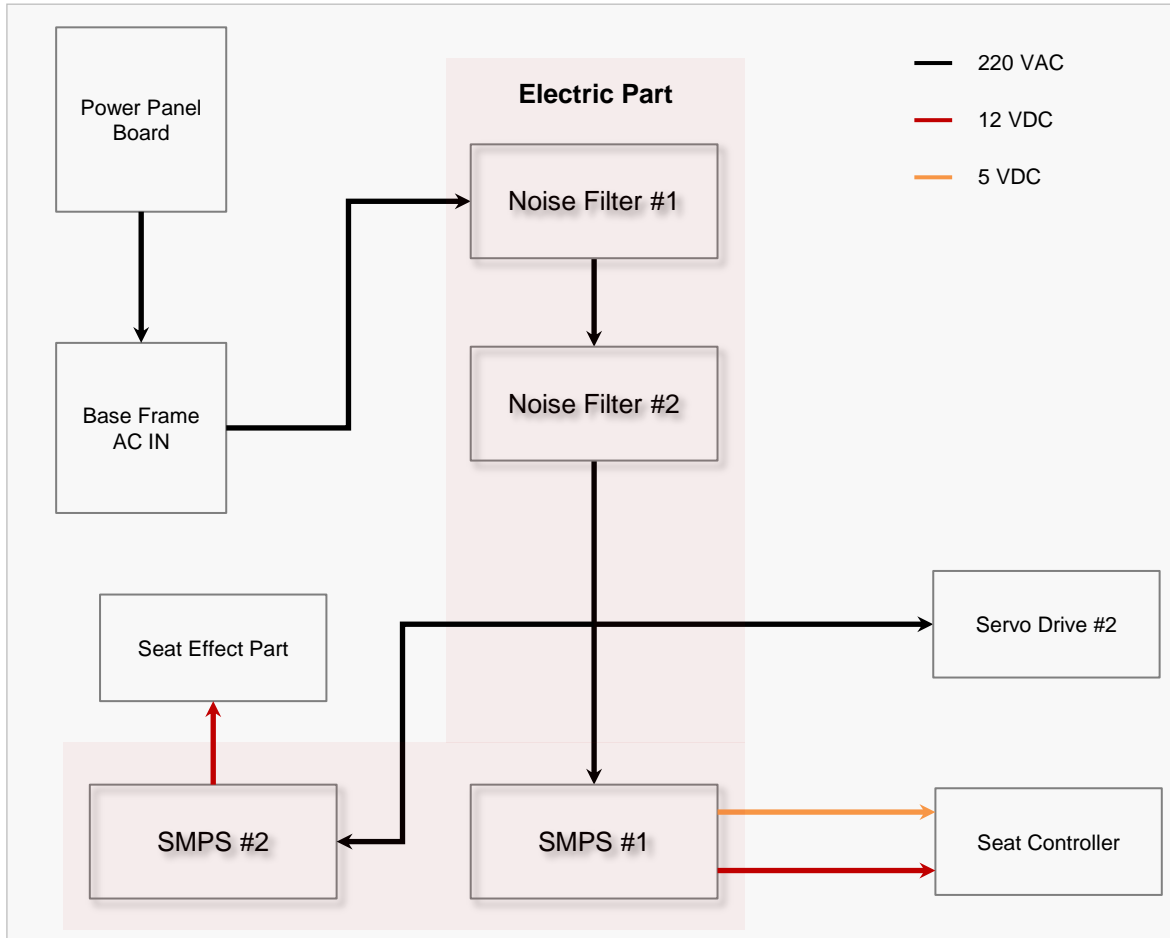 Power Panel
Board
Electric Part
220 VAC
12 VDC
5 VDC
Noise Filter #1
Base Frame
AC IN
Noise Filter #2
Seat Effect Part
Servo Drive #2
SMPS #2
SMPS #1
Seat Controller